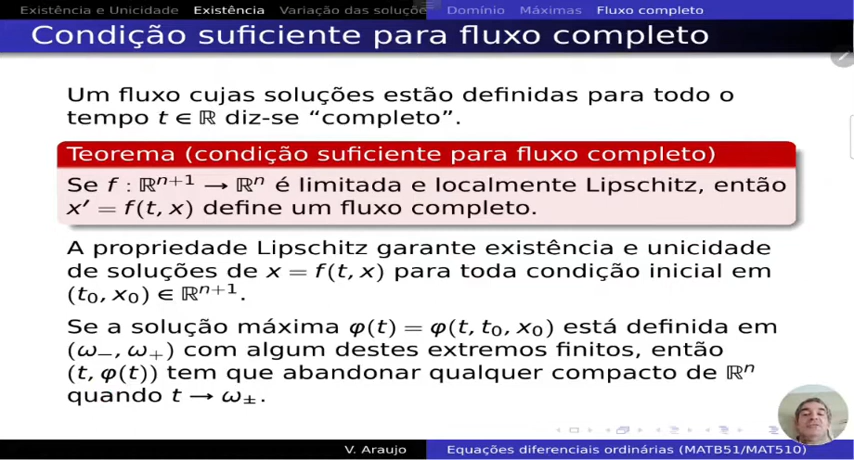 Existência e Unicidade Existência Variação das soluçõe Domínio Máximas Fluxo completo
Condição suficiente para fluxo completo
Um fluxo cujas soluções estão definidas para todo o
tempo t ∈ ℝ diz-se “completo”.
Teorema (condição suficiente para fluxo completo)
Se f : ℝⁿ⁺¹ → ℝⁿ é limitada e localmente Lipschitz, então
x′ = f(t, x) define um fluxo completo.
A propriedade Lipschitz garante existência e unicidade
de soluções de x = f(t, x) para toda condição inicial em
(t₀, x₀) ∈ ℝⁿ⁺¹.
Se a solução máxima φ(t) = φ(t, t₀, x₀) está definida em
(ω₋, ω₊) com algum destes extremos finitos, então
(t, φ(t)) tem que abandonar qualquer compacto de ℝⁿ
quando t → ω±.
V. Araujo Equações diferenciais ordinárias (MATB51/MAT510)